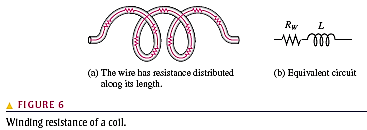 R_W L
(a) The wire has resistance distributed
along its length.
(b) Equivalent circuit
▲ FIGURE 6
Winding resistance of a coil.